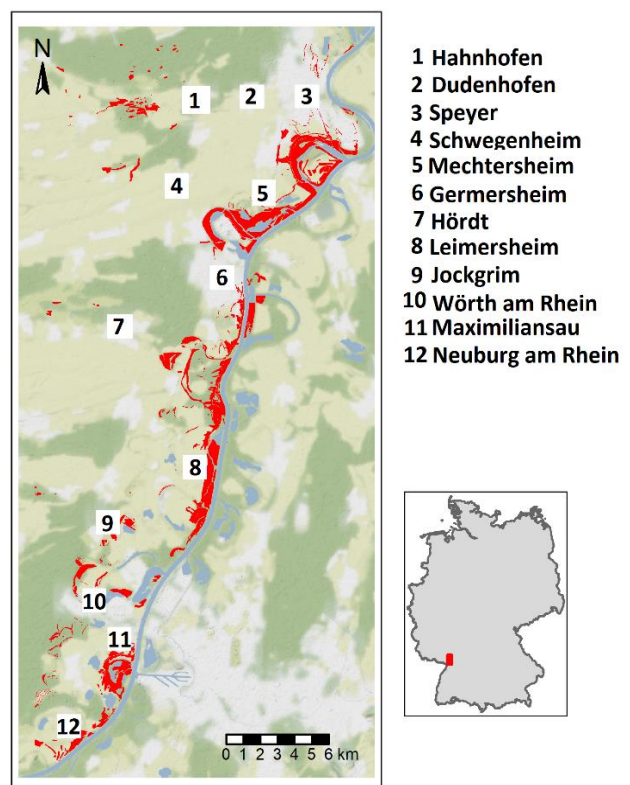 N
1
2
3
4
5
6
7
8
9
10
11
12
0 1 2 3 4 5 6 km
1 Hahnhofen
2 Dudenhofen
3 Speyer
4 Schwegenheim
5 Mechtersheim
6 Germersheim
7 Hördt
8 Leimersheim
9 Jockgrim
10 Wörth am Rhein
11 Maximiliansau
12 Neuburg am Rhein